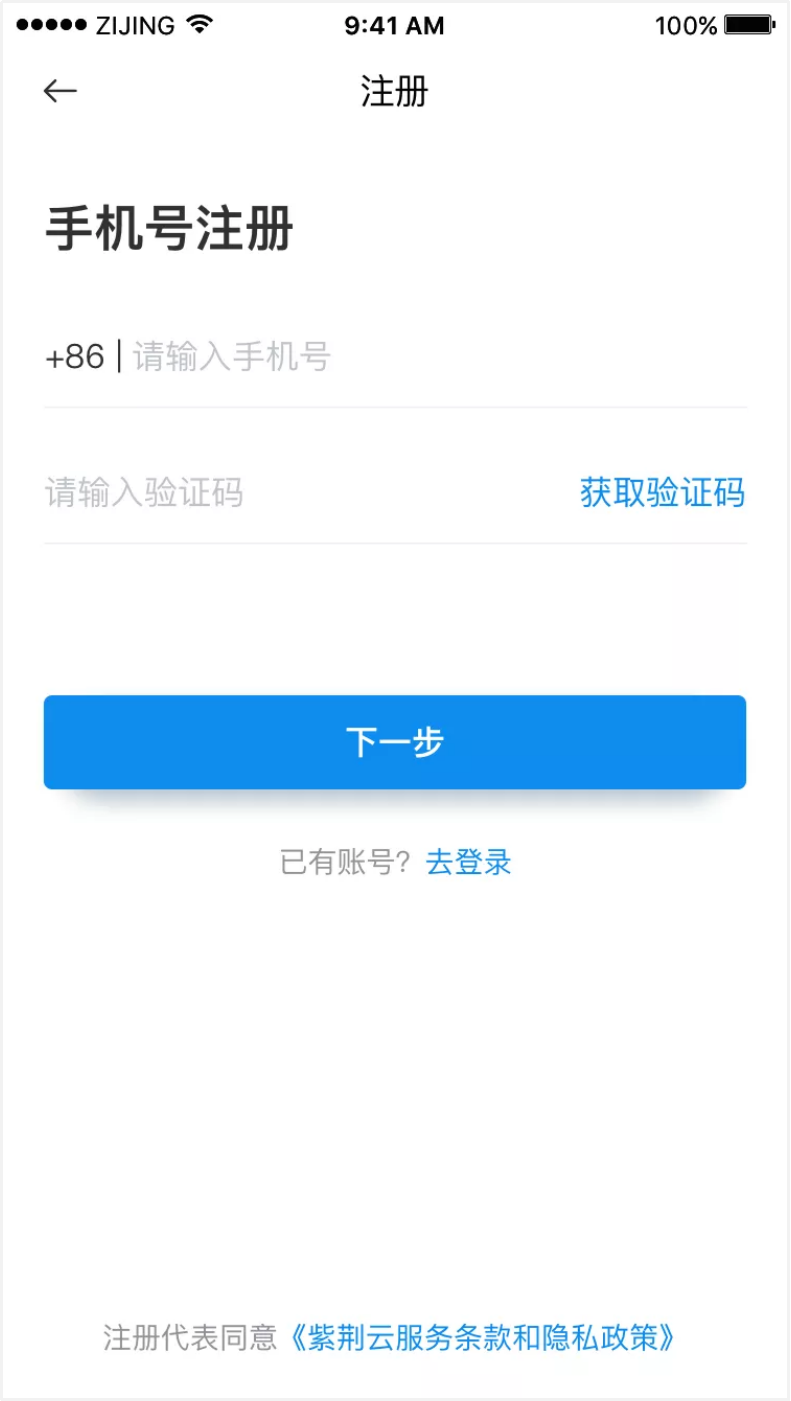 ZIJING 9:41 AM 100%
注册
手机号注册
+86 | 请输入手机号
请输入验证码 获取验证码
下一步
已有账号? 去登录
注册代表同意《紫荆云服务条款和隐私政策》